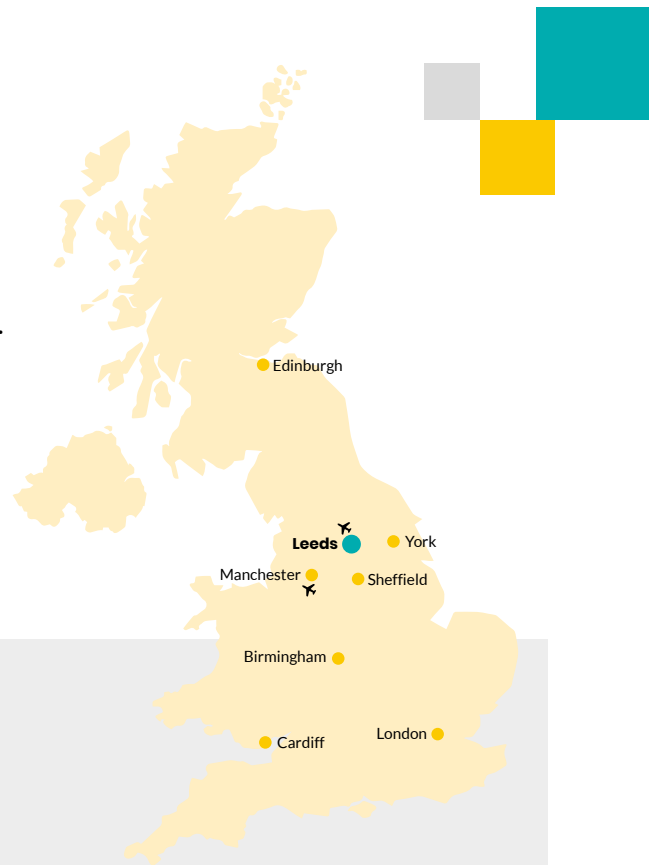 Edinburgh
Leeds
York
Manchester
Sheffield
Birmingham
London
Cardiff